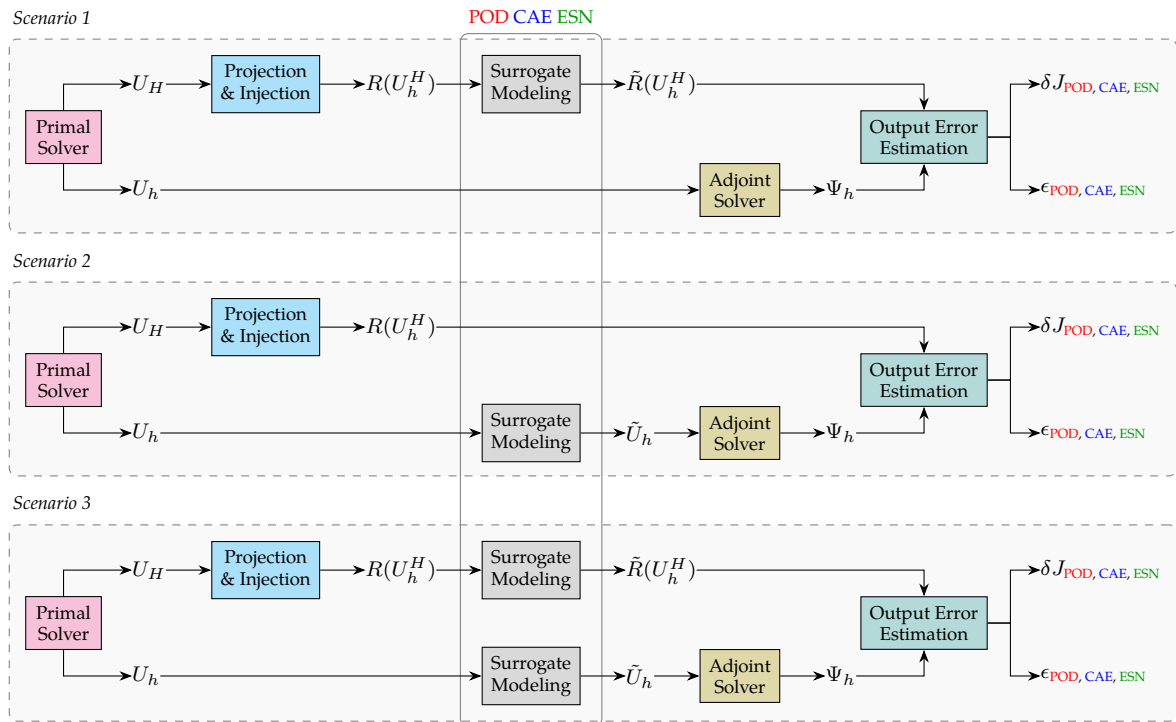 Scenario 1
POD CAE ESN
U_H
Projection
& Injection
R(U_h^H)
Surrogate
Modeling
R̃(U_h^H)
δJ_POD, CAE, ESN
Primal
Solver
Output Error
Estimation
U_h
Adjoint
Solver
Ψ_h
ϵ_POD, CAE, ESN
Scenario 2
U_H
Projection
& Injection
R(U_h^H)
δJ_POD, CAE, ESN
Primal
Solver
Output Error
Estimation
U_h
Surrogate
Modeling
Ũ_h
Adjoint
Solver
Ψ_h
ϵ_POD, CAE, ESN
Scenario 3
U_H
Projection
& Injection
R(U_h^H)
Surrogate
Modeling
R̃(U_h^H)
δJ_POD, CAE, ESN
Primal
Solver
Output Error
Estimation
U_h
Surrogate
Modeling
Ũ_h
Adjoint
Solver
Ψ_h
ϵ_POD, CAE, ESN